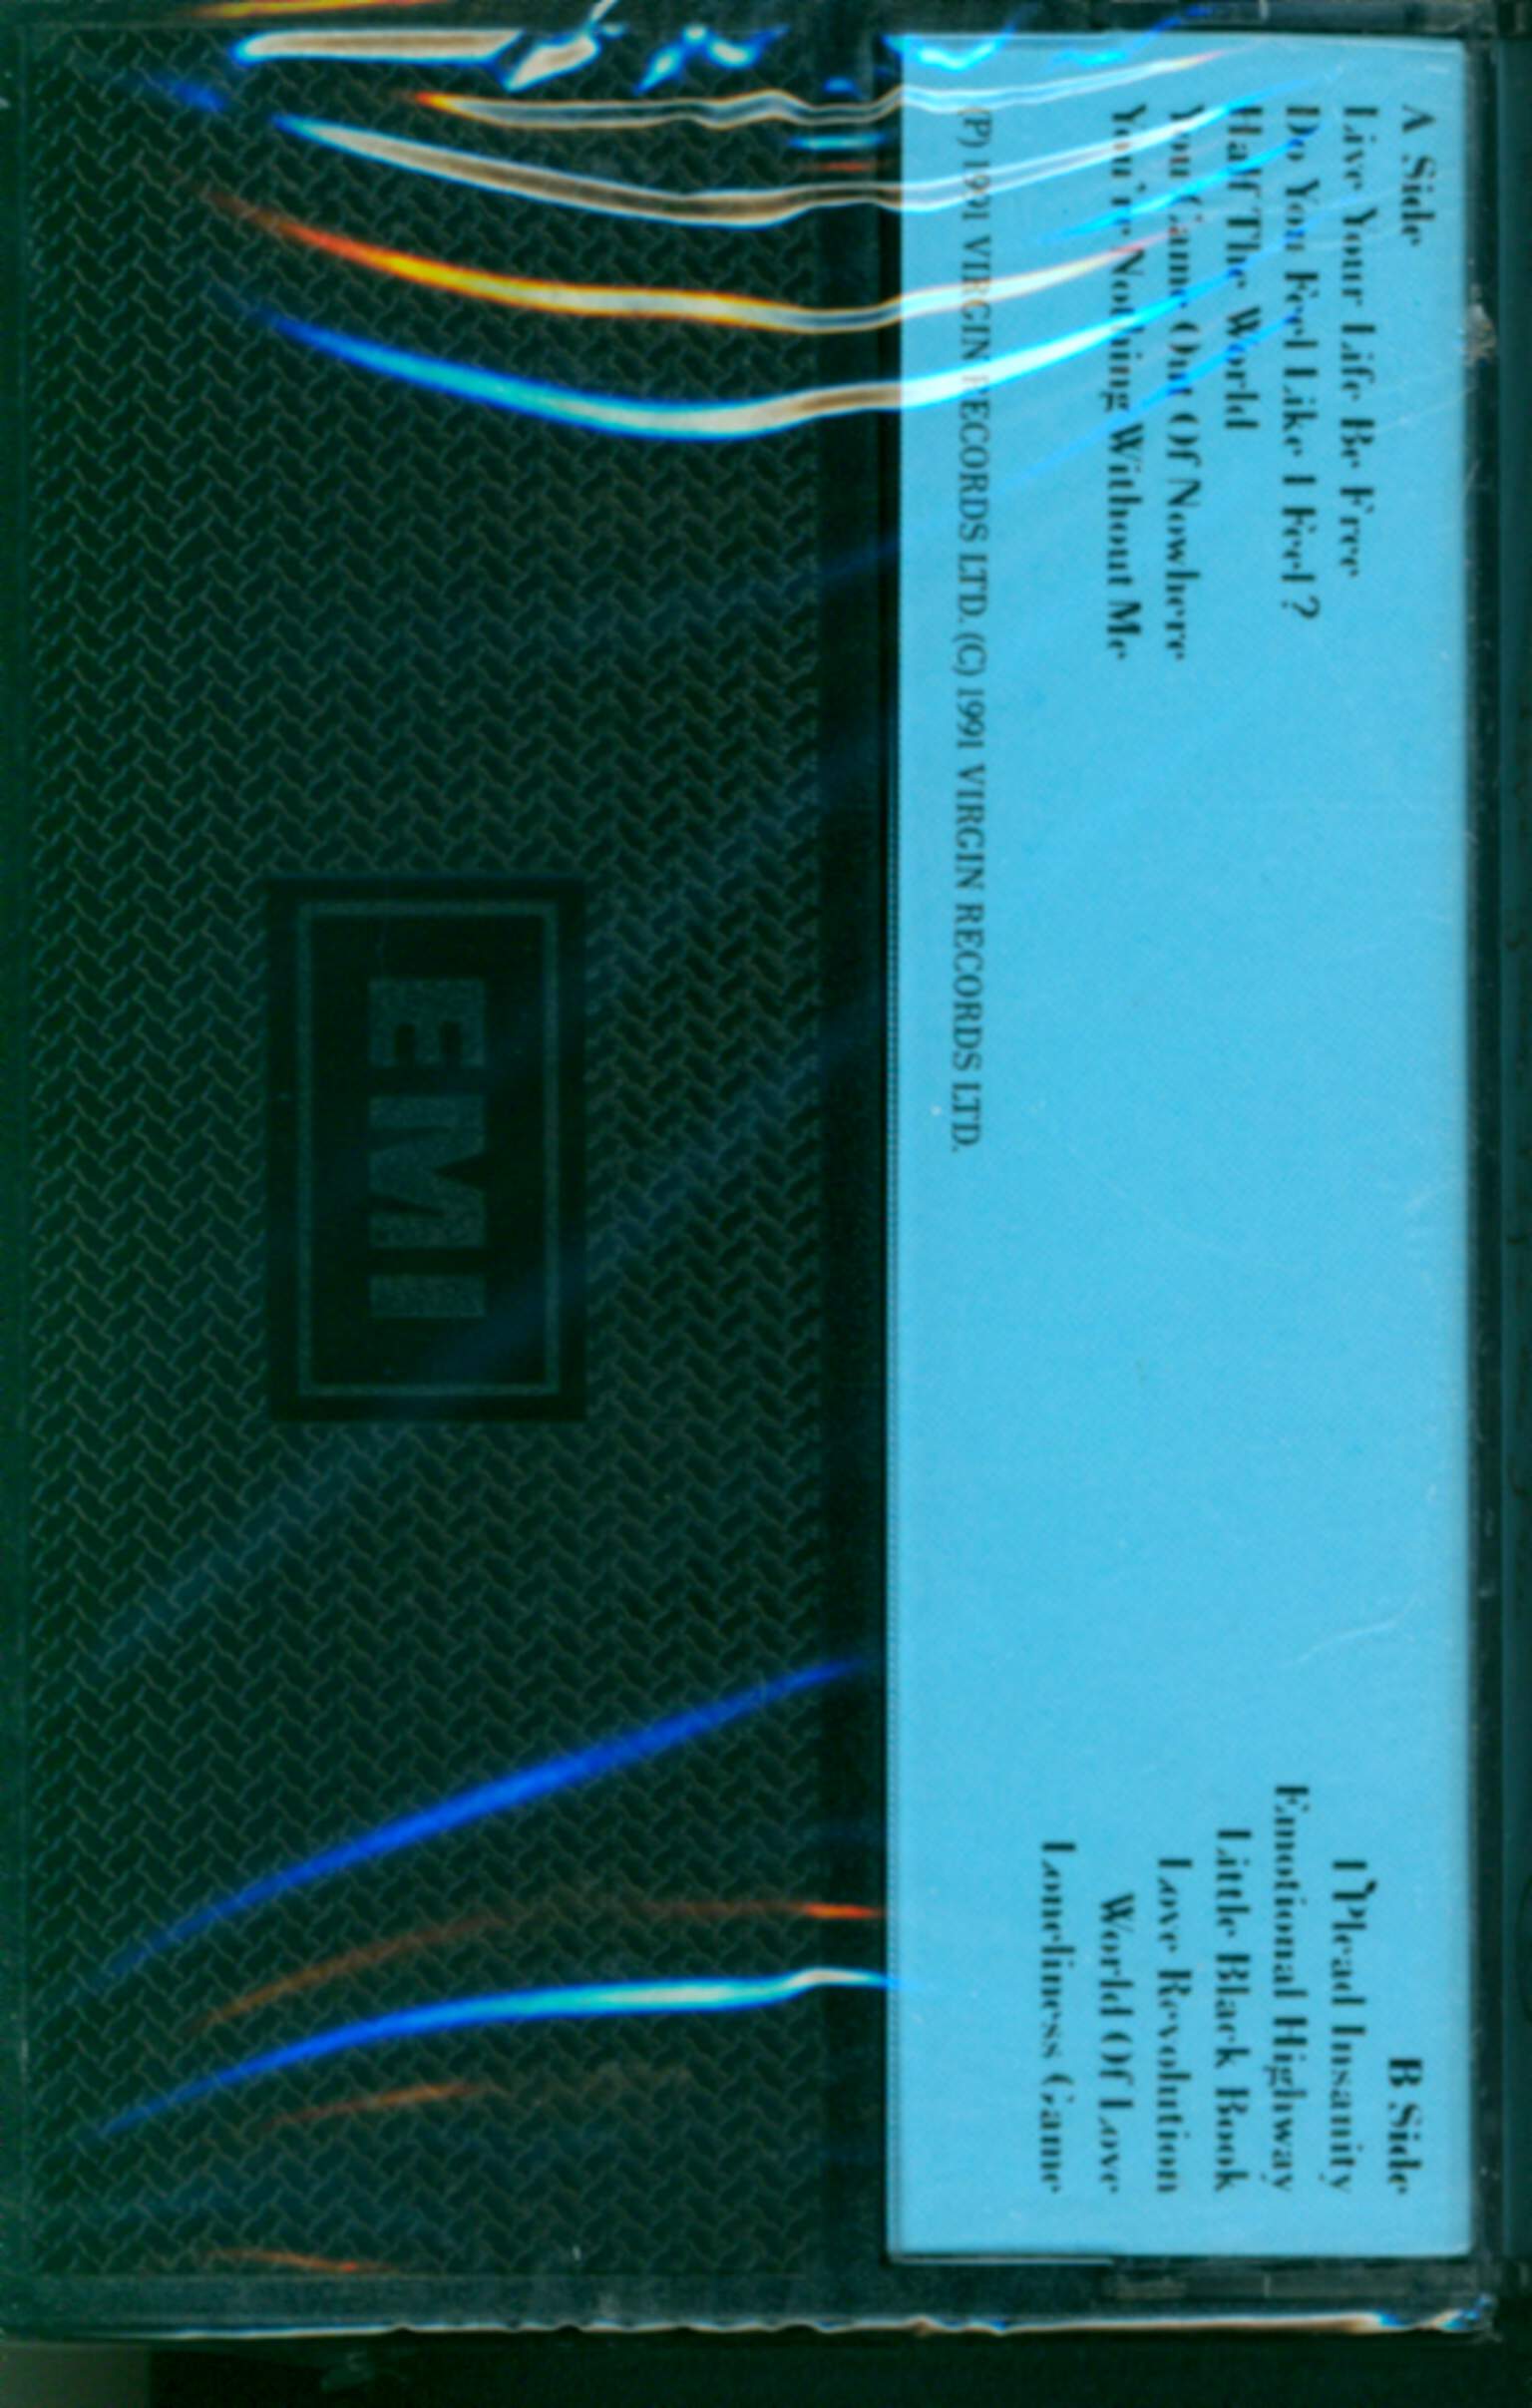 A Side
Live Your Life Be Free
Do You Feel Like I Feel ?
Half The World
You Came Out Of Nowhere
You're Nothing Without Me
(P) 1991 VIRGIN RECORDS LTD. (C) 1991 VIRGIN RECORDS LTD.
B Side
I Plead Insanity
Emotional Highway
Little Black Book
Love Revolution
World Of Love
Loneliness Game
EMI